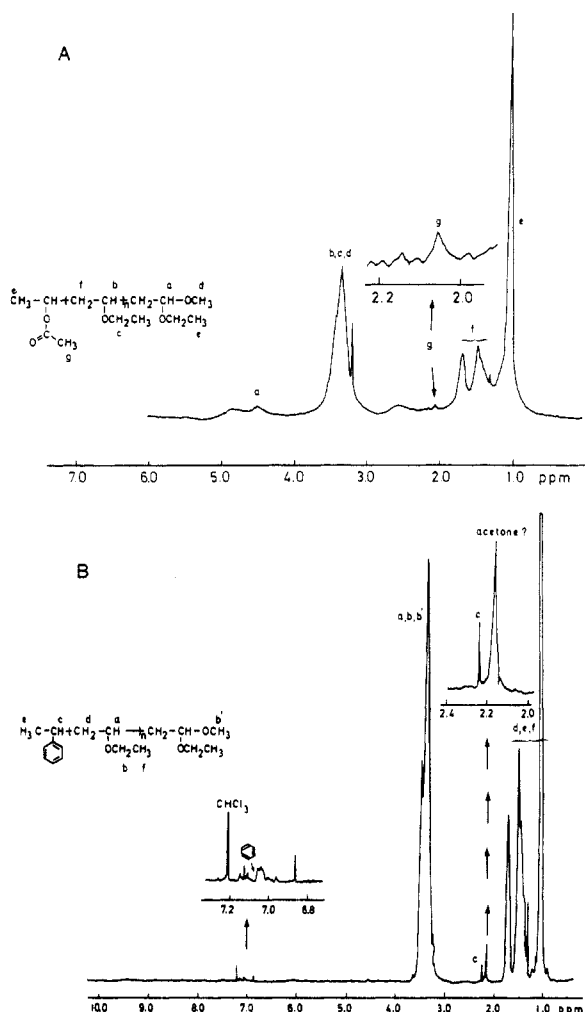 A
g
e
b,c,d
2.2 2.0
e f b a d
CH₃-CH+CH₂-CH+nCH₂-CH-OCH₃
O OCH₂CH₃ OCH₂CH₃
O=C c e
CH₃
g
g
f
a
7.0 6.0 5.0 4.0 3.0 2.0 1.0 ppm
B
acetone?
c
a,b,b'
2.4 2.2 2.0
e c d a b'
H₃C-CH+CH₂-CH+nCH₂-CH-OCH₃
OCH₂CH₃ OCH₂CH₃
b f
d,e,f
CHCl₃
7.2 7.0 6.8
c
10.0 9.0 8.0 7.0 6.0 5.0 4.0 3.0 2.0 1.0 ppm